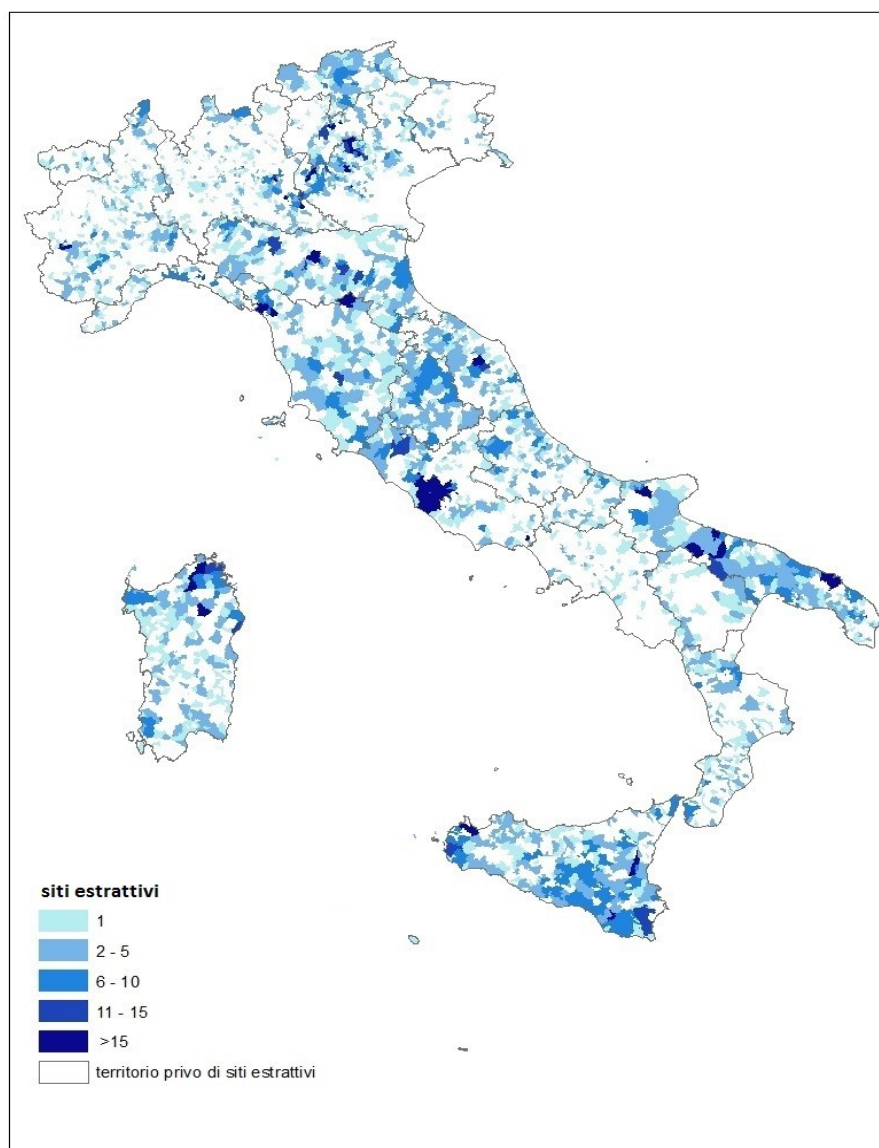 siti estrattivi
1
2 - 5
6 - 10
11 - 15
>15
territorio privo di siti estrattivi